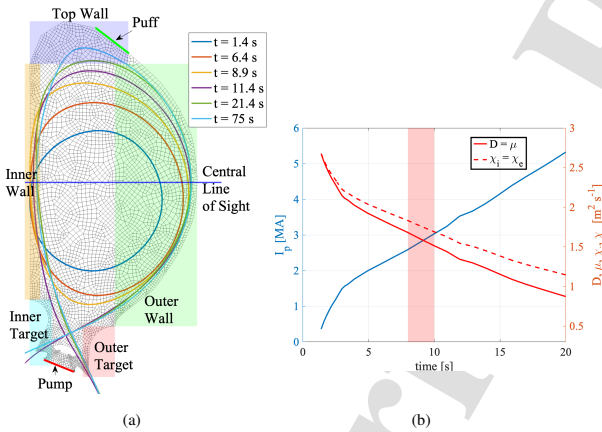 Top Wall
Puff
t = 1.4 s
t = 6.4 s
t = 8.9 s
t = 11.4 s
t = 21.4 s
t = 75 s
Inner
Wall
Central
Line
of Sight
Outer
Wall
Inner
Target
Outer
Target
Pump
(a)
D = μ
χi = χe
6
5
4
3
2
1
0
Ip [MA]
3
2.5
2
1.5
1
0.5
D, μ, χ, χ [m² s⁻¹]
0
5
10
15
20
time [s]
(b)